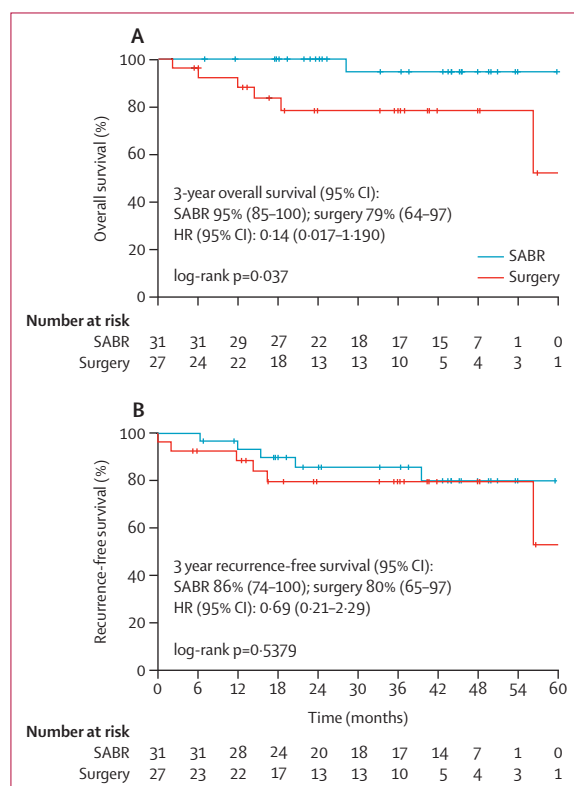 A
100
80
60
40
20
0
Overall survival (%)
3-year overall survival (95% CI):
SABR 95% (85–100); surgery 79% (64–97)
HR (95% CI): 0·14 (0·017–1·190)
log-rank p=0·037
SABR
Surgery
Number at risk
SABR 31 31 29 27 22 18 17 15 7 1 0
Surgery 27 24 22 18 13 13 10 5 4 3 1
B
100
80
60
40
20
0
Recurrence-free survival (%)
3 year recurrence-free survival (95% CI):
SABR 86% (74–100); surgery 80% (65–97)
HR (95% CI): 0·69 (0·21–2·29)
log-rank p=0·5379
0 6 12 18 24 30 36 42 48 54 60
Time (months)
Number at risk
SABR 31 31 28 24 20 18 17 14 7 1 0
Surgery 27 23 22 17 13 13 10 5 4 3 1